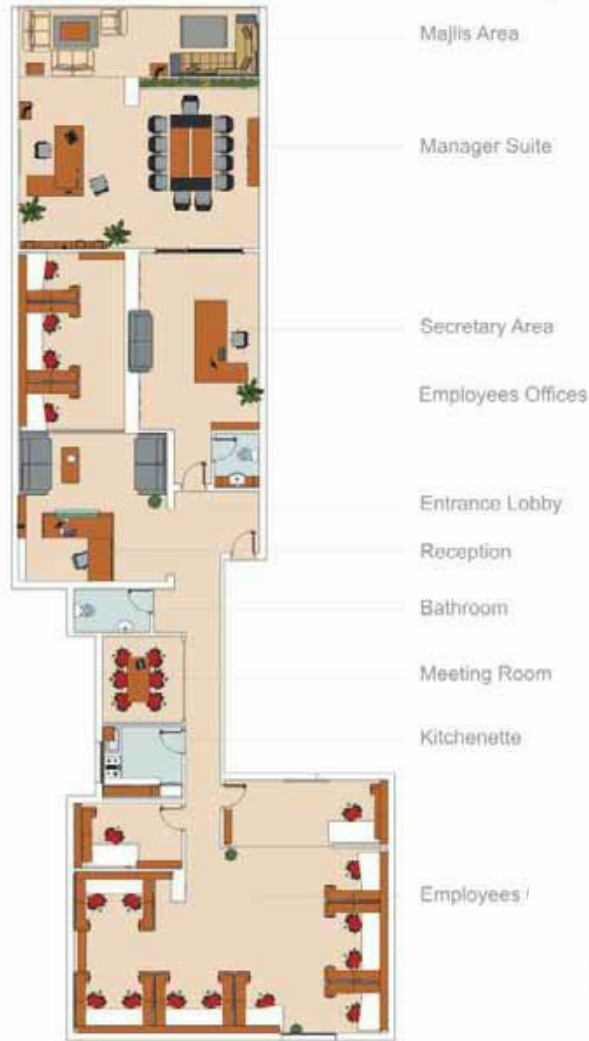 Majlis Area
Manager Suite
Secretary Area
Employees Offices
Entrance Lobby
Reception
Bathroom
Meeting Room
Kitchenette
Employees